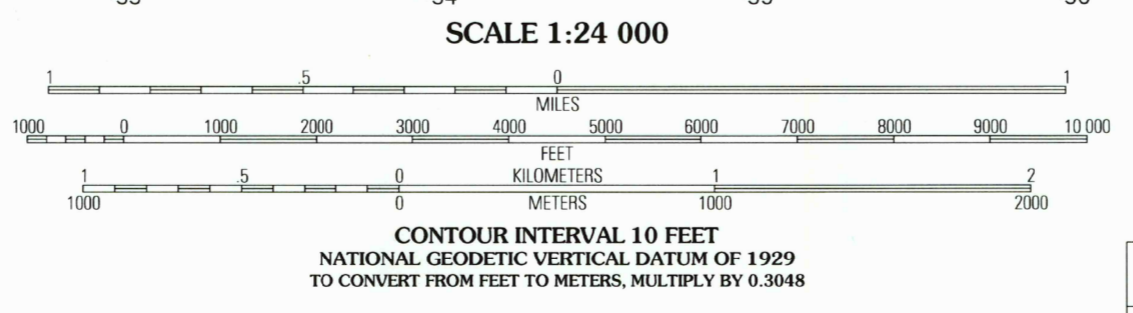 SCALE 1:24 000
1 .5 0 1
MILES
1000 0 1000 2000 3000 4000 5000 6000 7000 8000 9000 10 000
FEET
1 .5 0 KILOMETERS 1 2
1000 0 METERS 1000 2000
CONTOUR INTERVAL 10 FEET
NATIONAL GEODETIC VERTICAL DATUM OF 1929
TO CONVERT FROM FEET TO METERS, MULTIPLY BY 0.3048